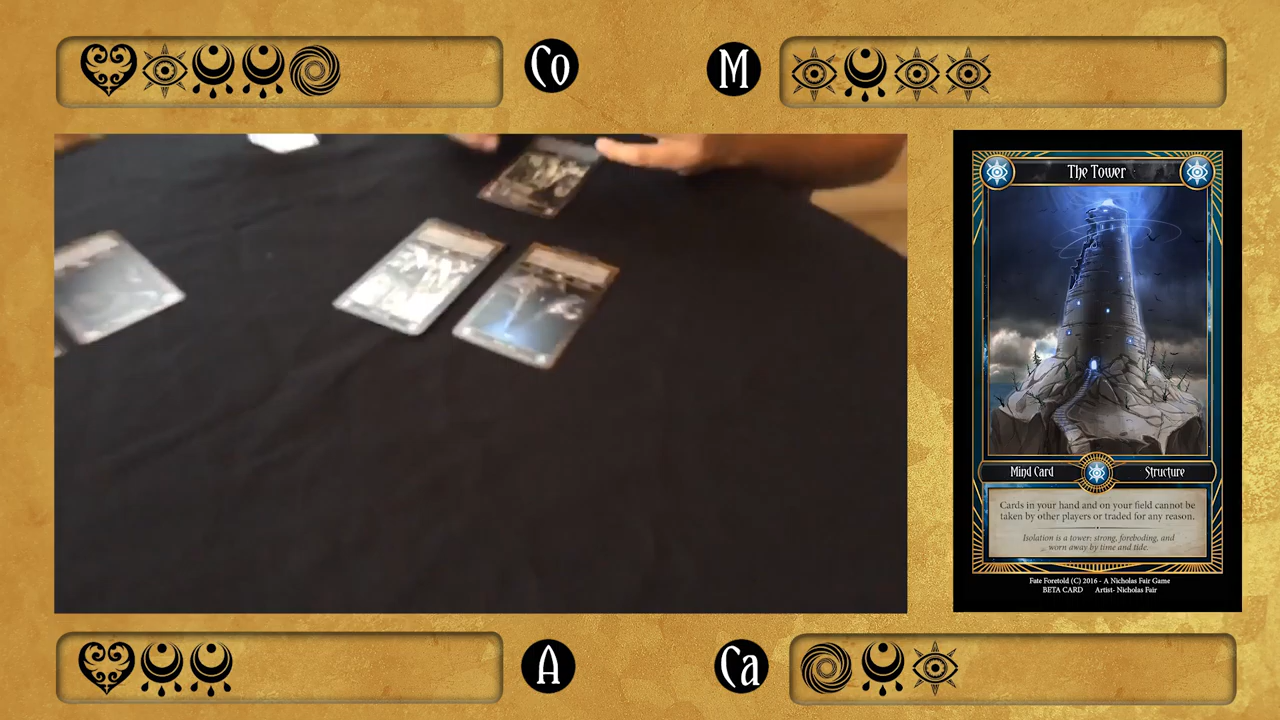 Co
M
The Tower
Mind Card
Structure
Cards in your hand and on your field cannot be
taken by other players or traded for any reason.
Isolation is a tower: strong, foreboding, and
worn away by time and tide.
Fate Foretold (C) 2016 - A Nicholas Fair Game
BETA CARD Artist- Nicholas Fair
A
Ca